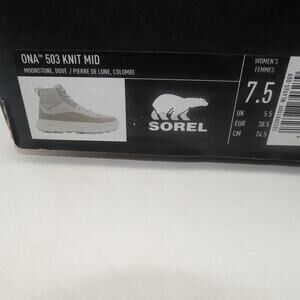 ONA™ 503 KNIT MID
MOONSTONE, DOVE / PIERRE DE LUNE, COLOMBE
SOREL
WOMEN'S
FEMMES
7.5
UK 5.5
EUR 38.5
CM 24.5